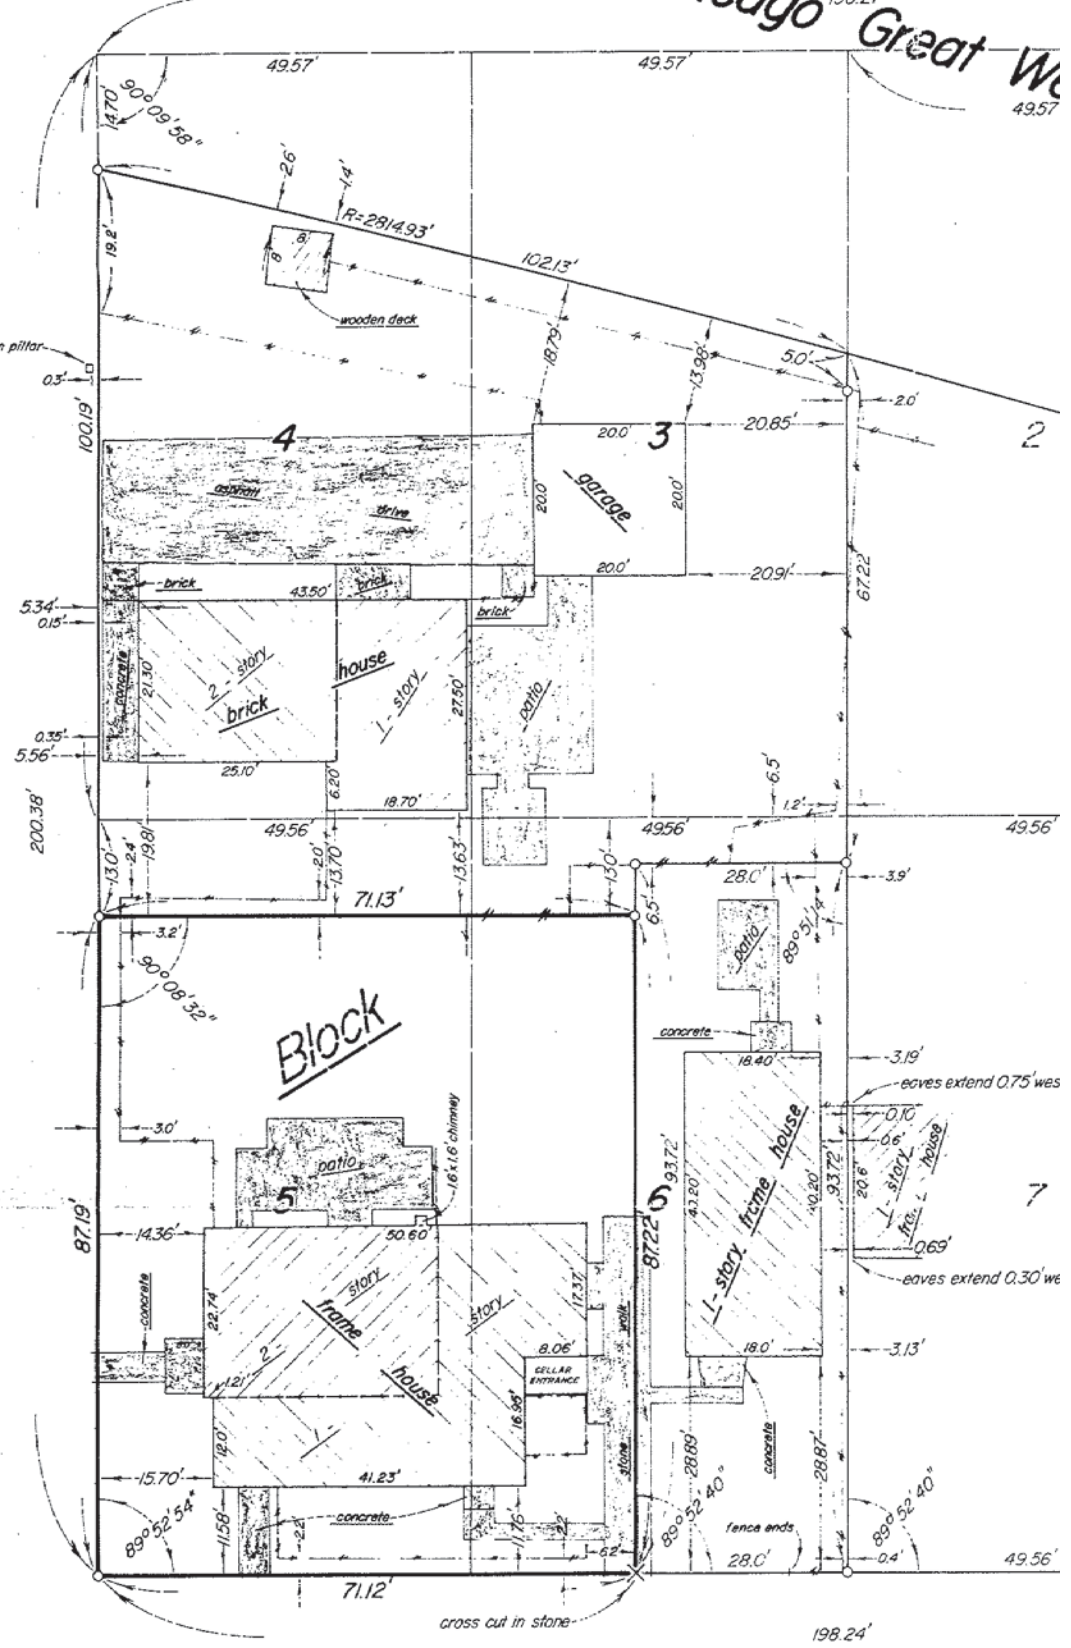 Great
49.57'
49.57'
49.57
14.70'
90°09'58"
2.6'
1.4'
R=2814.93'
102.13'
19.2'
8'
8'
wooden deck
pillar
0.3'
100.19'
18.79'
13.98'
5.0'
2.0'
4
3
2
20.0'
20.85'
asphalt
drive
20.0'
garage
20.0'
20.0'
20.91'
67.22
brick
43.50'
brick
brick
5.34'
0.15'
concrete
21.30'
2 - story
brick
house
1 - story
27.50'
patio
0.35'
5.56'
25.10'
6.20'
18.70'
6.5'
1.2'
200.38'
49.56'
49.56'
49.56'
13.0'
2.4'
19.81'
2.0'
13.70'
13.63'
13.0'
71.13'
6.5'
28.0'
3.9'
89°51'14"
3.2'
90°08'32"
Block
patio
concrete
18.40'
3.19'
eaves extend 0.75' wes
0.10'
0.6'
3.0'
1.6'x1.6' chimney
patio
5
6
7
87.19'
14.36'
50.60'
87.22'
93.72'
40.20'
1 - story frame house
40.20'
93.72
20.6'
1 - story
house
0.69'
eaves extend 0.30' we
concrete
22.74'
story
frame
2 -
house
story
17.37'
walk
1.21'
8.06'
CELLAR
ENTRANCE
18.0'
3.13'
12.0'
1 -
16.95'
stone
41.23'
15.70'
89°52'54"
11.58'
2.2'
concrete
11.76'
2.2'
6.2'
28.89'
89°52'40"
concrete
28.87'
89°52'40"
fence ends
28.0'
0.4'
49.56'
71.12'
cross cut in stone
198.24'